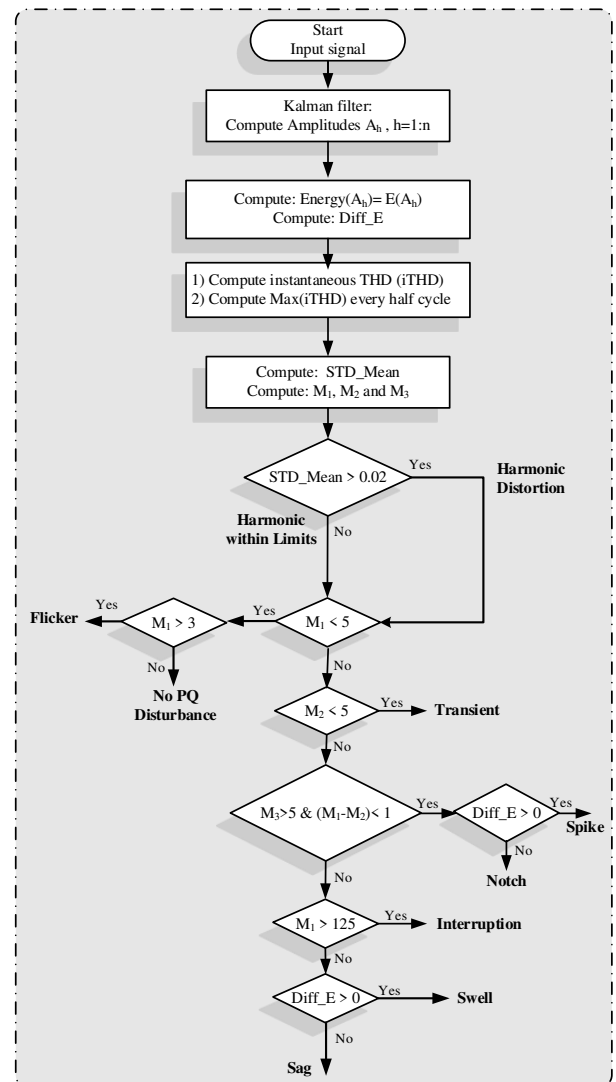 Start
Input signal
Kalman filter:
Compute Amplitudes Aₕ , h=1:n
Compute: Energy(Aₕ)= E(Aₕ)
Compute: Diff_E
1) Compute instantaneous THD (iTHD)
2) Compute Max(iTHD) every half cycle
Compute: STD_Mean
Compute: M₁, M₂ and M₃
STD_Mean > 0.02
Yes
Harmonic
Distortion
Harmonic
within Limits
No
M₁ < 5
Yes
M₁ > 3
Yes
Flicker
No
No PQ
Disturbance
No
M₂ < 5
Yes
Transient
No
M₃>5 & (M₁-M₂)< 1
Yes
Diff_E > 0
Yes
Spike
No
Notch
No
M₁ > 125
Yes
Interruption
No
Diff_E > 0
Yes
Swell
No
Sag